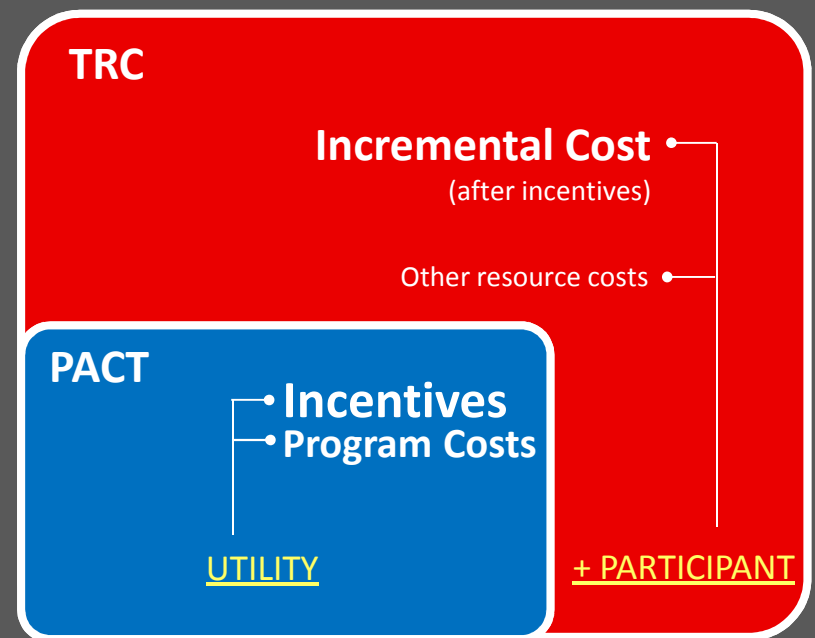 TRC
Incremental Cost
(after incentives)
Other resource costs
PACT
Incentives
Program Costs
UTILITY
+ PARTICIPANT